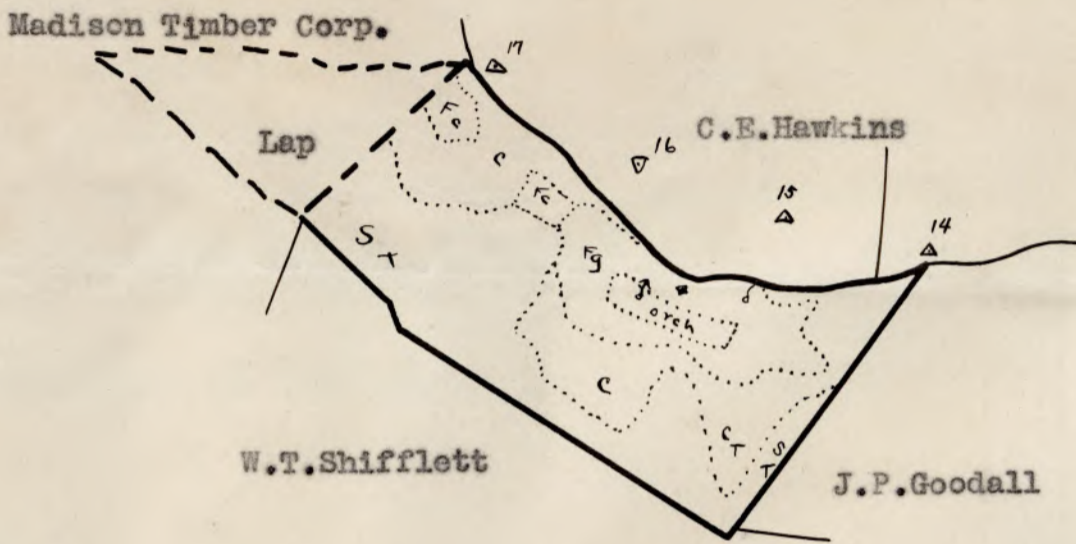 Madison Timber Corp.
17
Lap
Fc
C
16
C.E.Hawkins
Fc
15
14
S
T
Fg
orch
C
C
T
S
T
W.T.Shifflett
J.P.Goodall